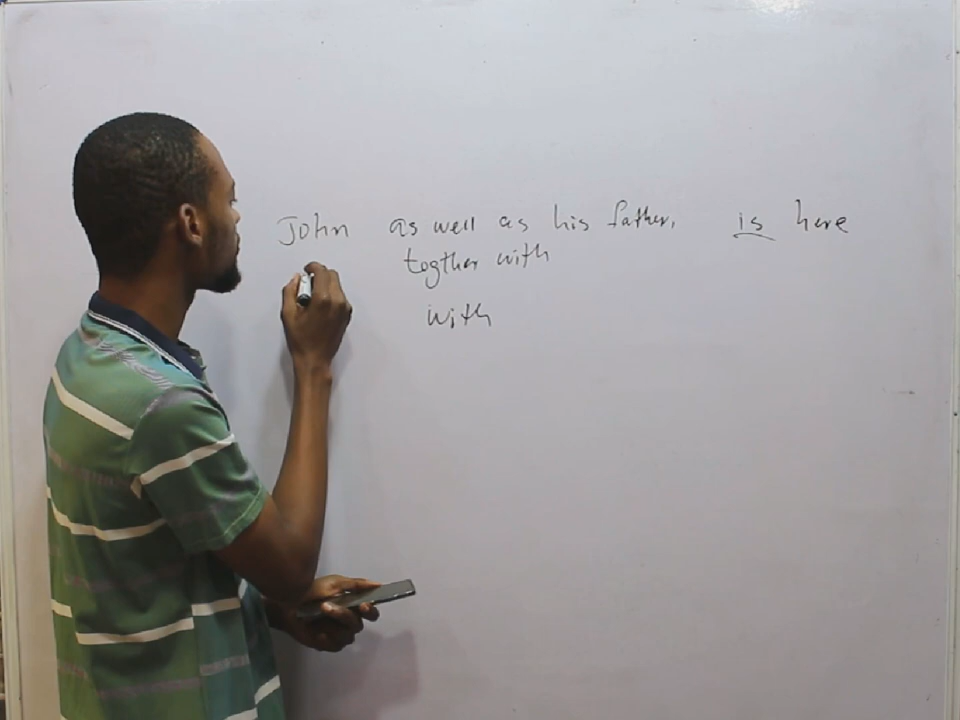 John as well as his father, is here
togther with
with